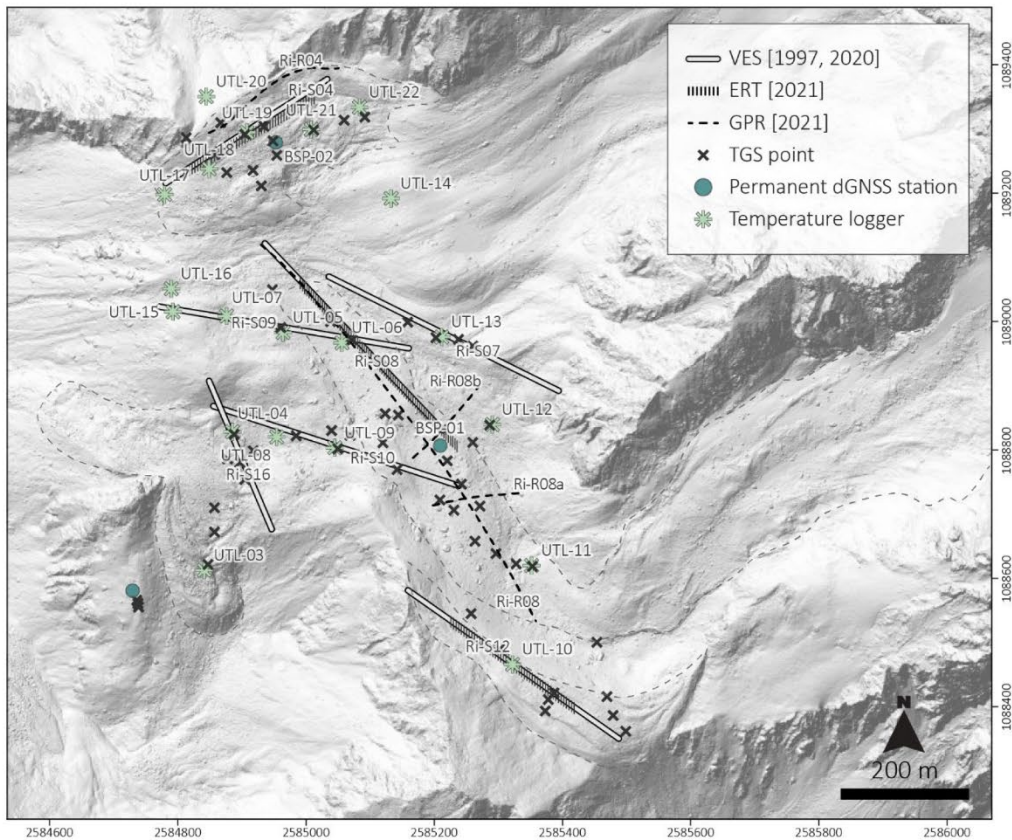 VES [1997, 2020]
ERT [2021]
GPR [2021]
TGS point
Permanent dGNSS station
Temperature logger
Ri-R04
UTL-20
Ri-S04
UTL-22
UTL-19
UTL-21
UTL-18
BSP-02
UTL-17
UTL-14
UTL-16
UTL-07
UTL-15
Ri-S09
UTL-05
UTL-06
UTL-13
Ri-S07
Ri-S08
Ri-R08b
UTL-04
UTL-12
BSP-01
UTL-09
UTL-08
Ri-S10
Ri-S16
Ri-R08a
UTL-03
UTL-11
Ri-R08
Ri-S12
UTL-10
N
200 m
1089400
1089200
1089000
1088800
1088600
1088400
2584600
2584800
2585000
2585200
2585400
2585600
2585800
2586000